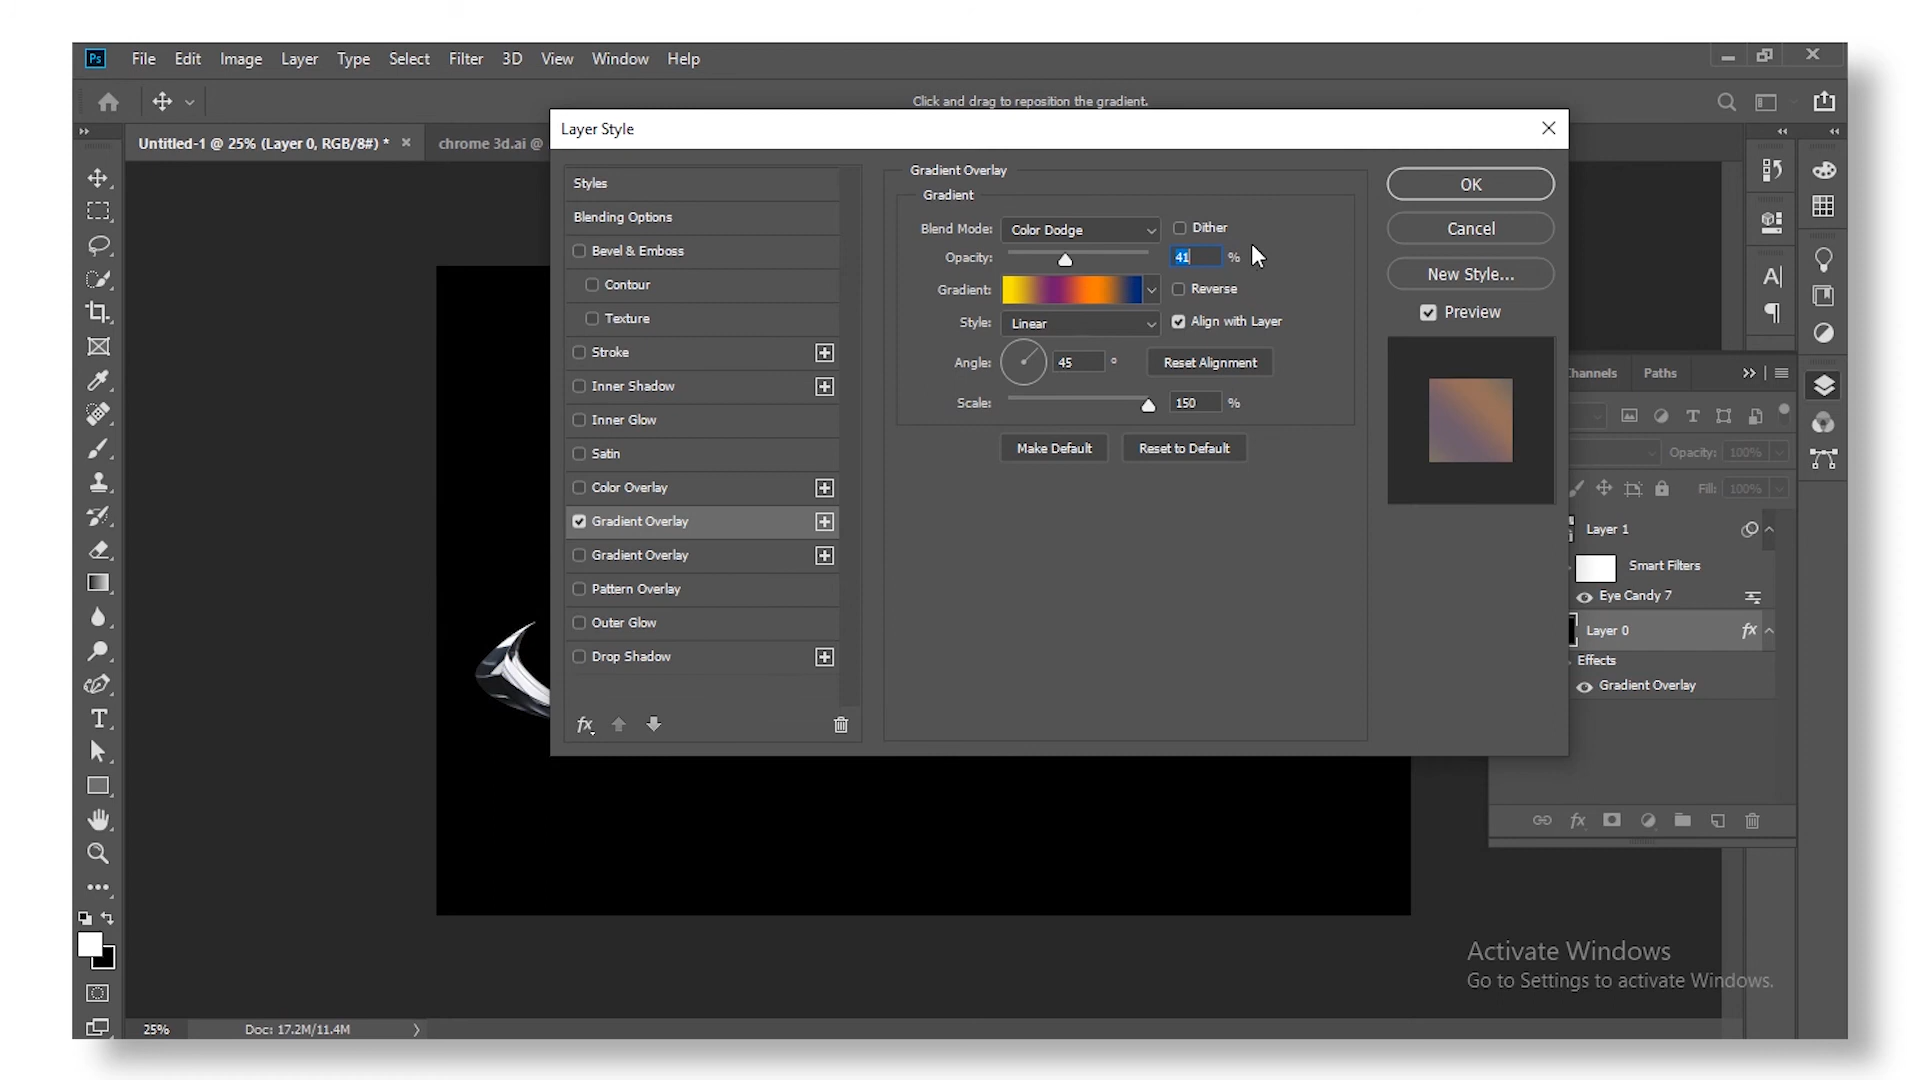 Ps File Edit Image Layer Type Select Filter 3D View Window Help
Click and drag to reposition the gradient.
Untitled-1 @ 25% (Layer 0, RGB/8#) *
chrome 3d.ai @
Layer Style
Styles
Blending Options
Bevel & Emboss
Contour
Texture
Stroke
Inner Shadow
Inner Glow
Satin
Color Overlay
Gradient Overlay
Gradient Overlay
Pattern Overlay
Outer Glow
Drop Shadow
fx
Gradient Overlay
Gradient
Blend Mode: Color Dodge Dither
Opacity: 41 %
Gradient: Reverse
Style: Linear Align with Layer
Angle: 45 ° Reset Alignment
Scale: 150 %
Make Default Reset to Default
OK
Cancel
New Style...
Preview
Paths
Opacity: 100%
Fill: 100%
Layer 1
Smart Filters
Eye Candy 7
Layer 0 fx
Effects
Gradient Overlay
fx
Activate Windows
Go to Settings to activate Windows.
25% Doc: 17.2M/11.4M